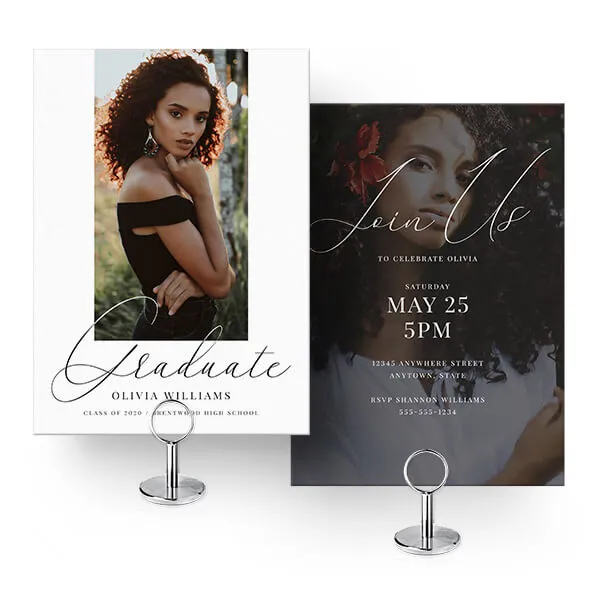 Graduate
OLIVIA WILLIAMS
CLASS OF 2020 / BRENTWOOD HIGH SCHOOL
Join Us
TO CELEBRATE OLIVIA
SATURDAY
MAY 25
5PM
12345 ANYWHERE STREET
ANYTOWN, STATE
RSVP SHANNON WILLIAMS
555-555-1234